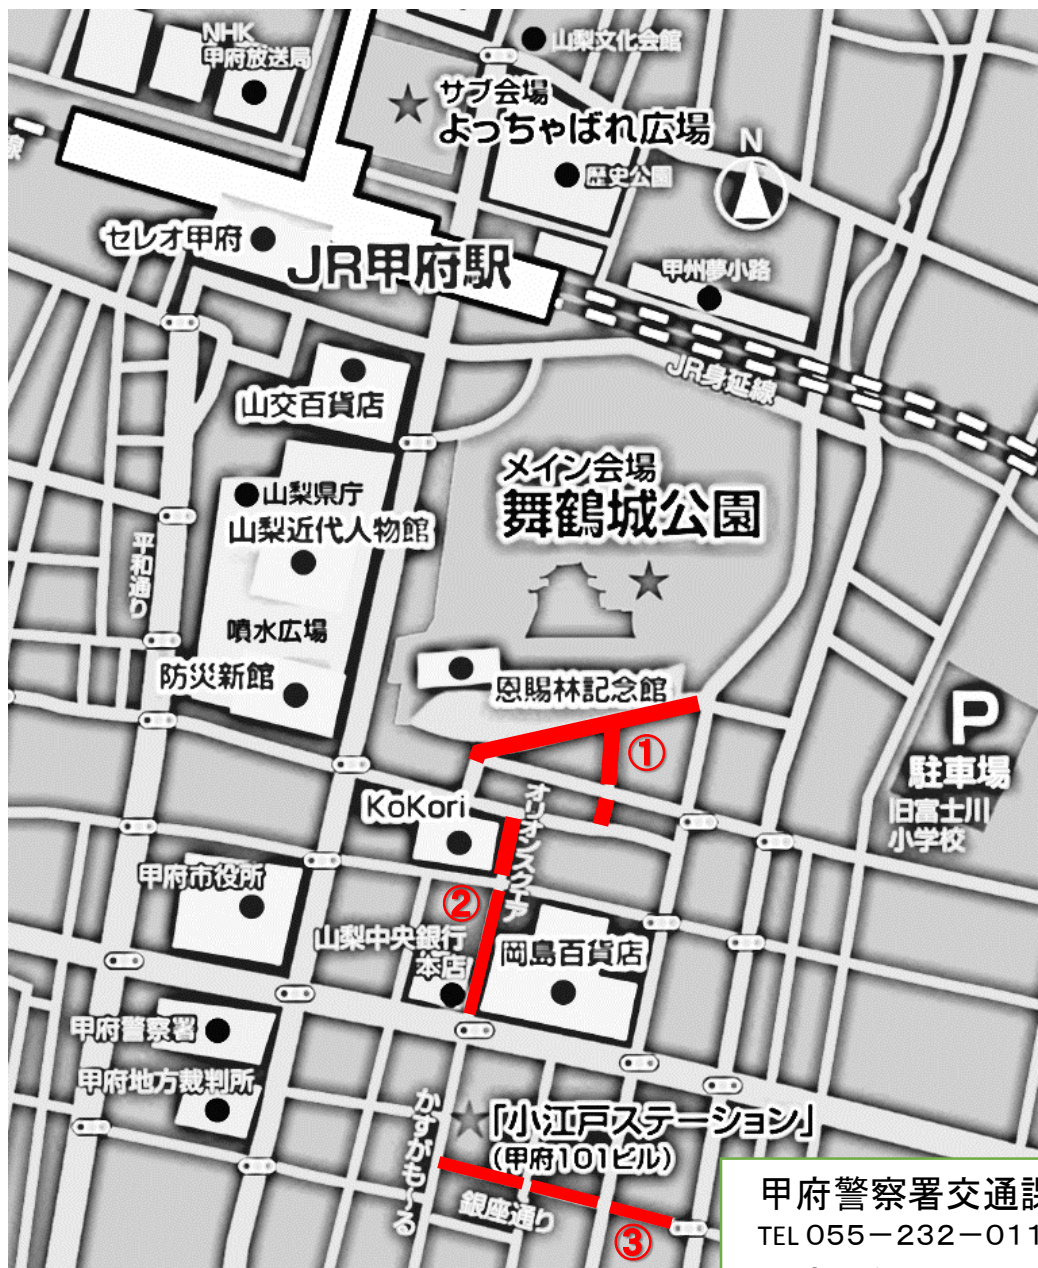 NHK
甲府放送局
山梨文化会館
サブ会場
よっちゃばれ広場
N
歴史公園
線
セレオ甲府
JR甲府駅
甲州夢小路
JR身延線
山交百貨店
メイン会場
舞鶴城公園
山梨県庁
山梨近代人物館
平和通り
噴水広場
防災新館
恩賜林記念館
P
駐車場
旧富士川
小学校
①
KoKori
オリオンスクエア
甲府市役所
②
山梨中央銀行
本店
岡島百貨店
甲府警察署
甲府地方裁判所
かすがも～る
「小江戸ステーション」
(甲府101ビル)
銀座通り
③
甲府警察署交通課
TEL 055－232－011